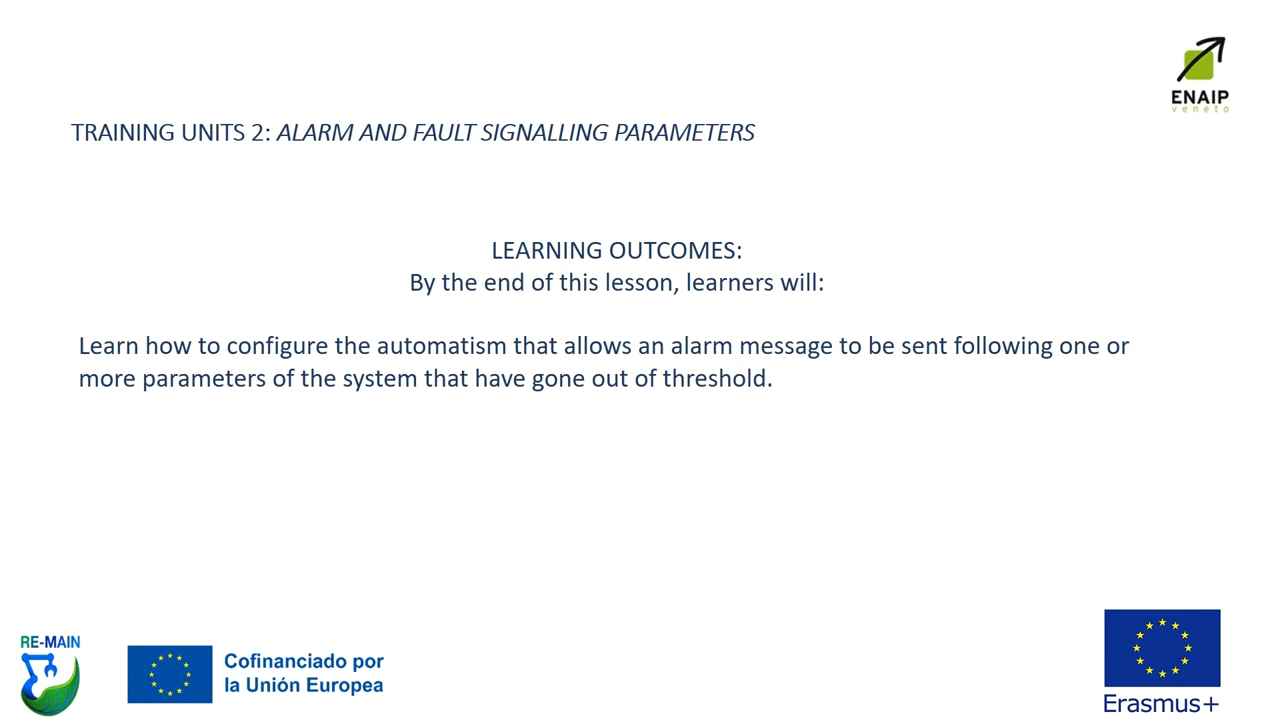 ENAIP
veneto
TRAINING UNITS 2: ALARM AND FAULT SIGNALLING PARAMETERS
LEARNING OUTCOMES:
By the end of this lesson, learners will:
Learn how to configure the automatism that allows an alarm message to be sent following one or
more parameters of the system that have gone out of threshold.
RE-MAIN
Cofinanciado por
la Unión Europea
Erasmus+